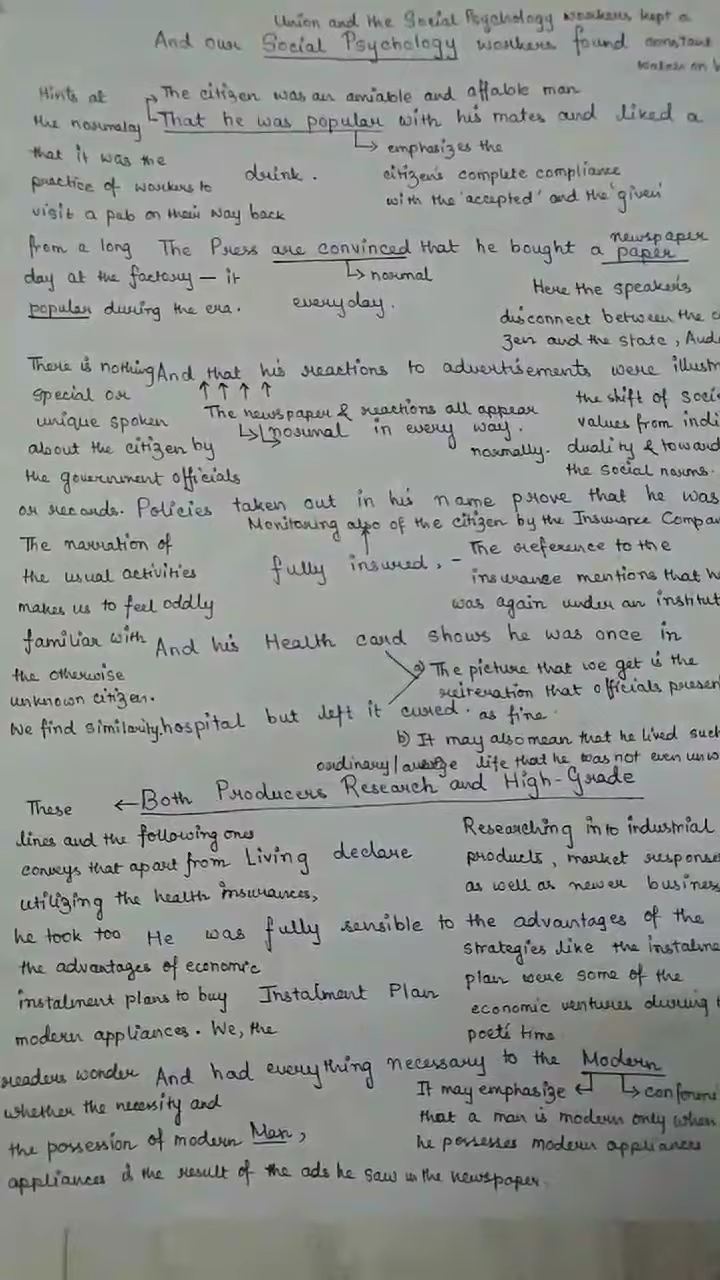 Union and the Social Psychology workers kept a
And our Social Psychology workers found constant
Hints at The citizen was an amiable and affable man
the normalcy That he was popular with his mates and liked a
that it was the emphasizes the
practice of workers to drink. citizen's complete compliance
visit a pub on their way back with the 'accepted' and the 'given'
newspaper
from a long The Press are convinced that he bought a paper
day at the factory — it normal Here the speaker's
popular during the era. everyday. disconnect between the
zen and the state, Aud
There is nothing And that his reactions to advertisements were illustr
special or the shift of soci
The newspaper & reactions all appear
unique spoken normal in every way. values from indi
about the citizen by normally. duality & toward
the government officials the social norms.
or records. Policies taken out in his name prove that he was
Monitoring also of the citizen by the Insurance Compa
The narration of fully insured, – The reference to the
the usual activities insurance mentions that h
makes us to feel oddly was again under an institut
familiar with And his Health card shows he was once in
the otherwise a) The picture that we get is the
unknown citizen. reiteration that officials presen
We find similarity. hospital but left it cured. as fine.
b) It may also mean that he lived such
ordinary/average life that he was not even unw
These Both Producers Research and High-Grade
lines and the following ones Researching into industrial
conveys that apart from Living declare products, market response
utilizing the health insurances, as well as newer business
he took too He was fully sensible to the advantages of the
the advantages of economic strategies like the instalme
instalment plans to buy Instalment Plan plan were some of the
economic ventures during t
modern appliances. We, the poet's time
readers wonder And had everything necessary to the Modern
whether the necessity and It may emphasize conform
the possession of modern Man, that a man is modern only when
he possesses modern appliances
appliances is the result of the ads he saw in the newspaper.